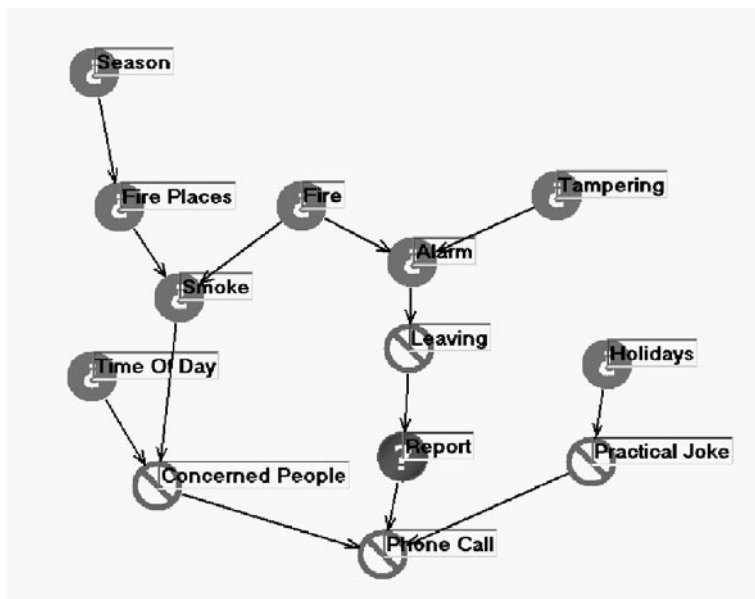 Season
Fire Places
Fire
Tampering
Alarm
Smoke
Leaving
Time Of Day
Holidays
Report
Practical Joke
Concerned People
Phone Call